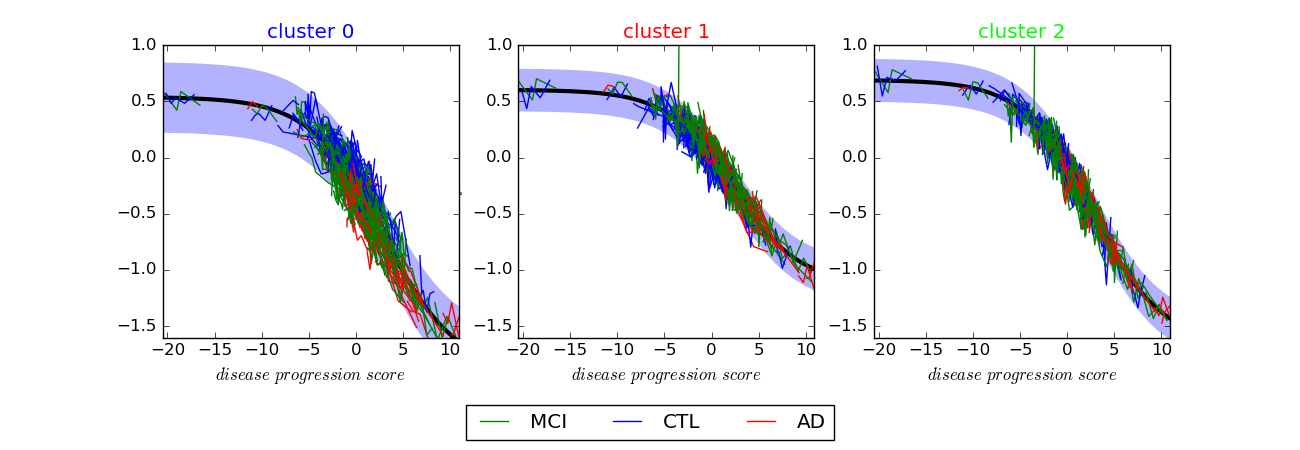 cluster 0 cluster 1 cluster 2
1.0 1.0 1.0
0.5 0.5 0.5
0.0 0.0 0.0
−0.5 −0.5 −0.5
−1.0 −1.0 −1.0
−1.5 −1.5 −1.5
−20 −15 −10 −5 0 5 10 −20 −15 −10 −5 0 5 10 −20 −15 −10 −5 0 5 10
disease progression score disease progression score disease progression score
MCI CTL AD